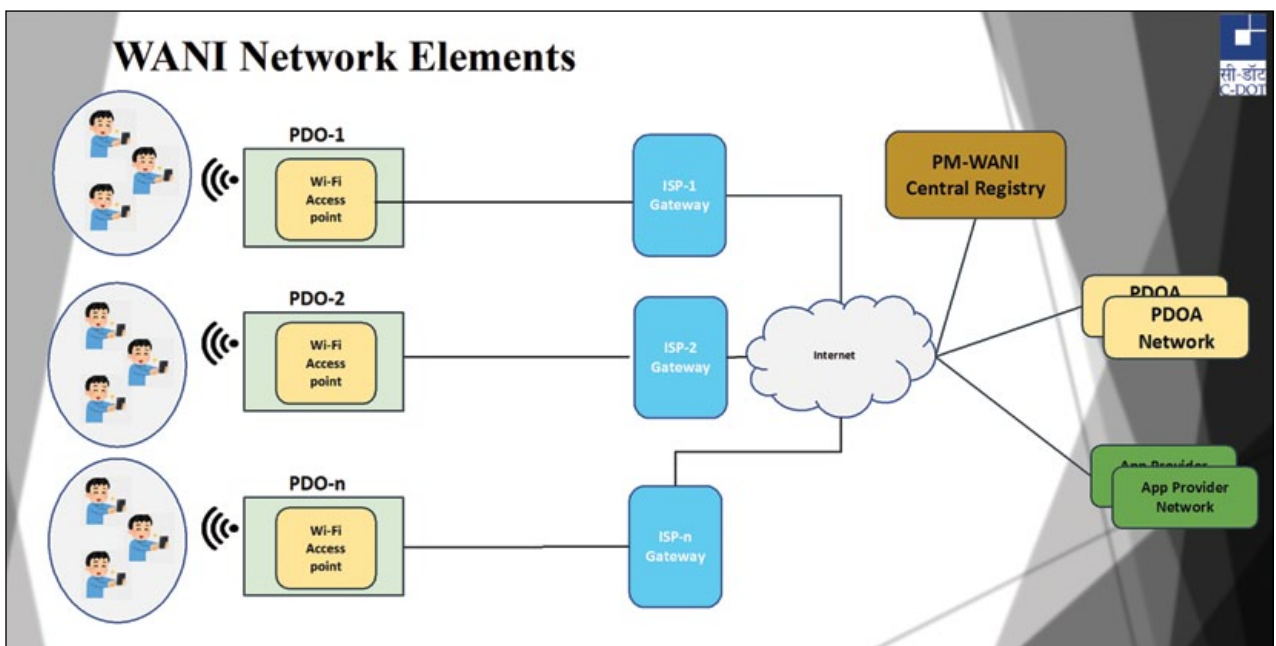 WANI Network Elements
सी-डॉट
C-DOT
PDO-1
Wi-Fi
Access
point
ISP-1
Gateway
PM-WANI
Central Registry
PDO-2
Wi-Fi
Access
point
ISP-2
Gateway
Internet
PDOA
PDOA
Network
PDO-n
Wi-Fi
Access
point
ISP-n
Gateway
App Provider
App Provider
Network